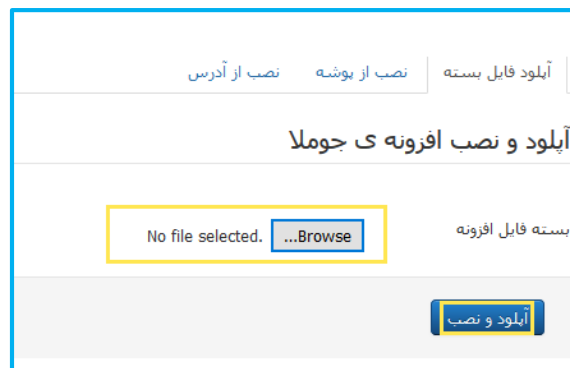 آپلود فایل بسته نصب از پوشه نصب از آدرس
آپلود و نصب افزونه ی جوملا
بسته فایل افزونه Browse... No file selected.
آپلود و نصب